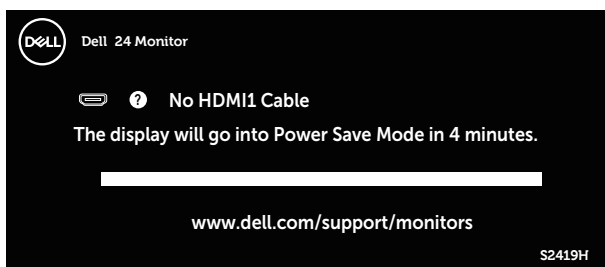 DELL
Dell 24 Monitor
? No HDMI1 Cable
The display will go into Power Save Mode in 4 minutes.
www.dell.com/support/monitors
S2419H